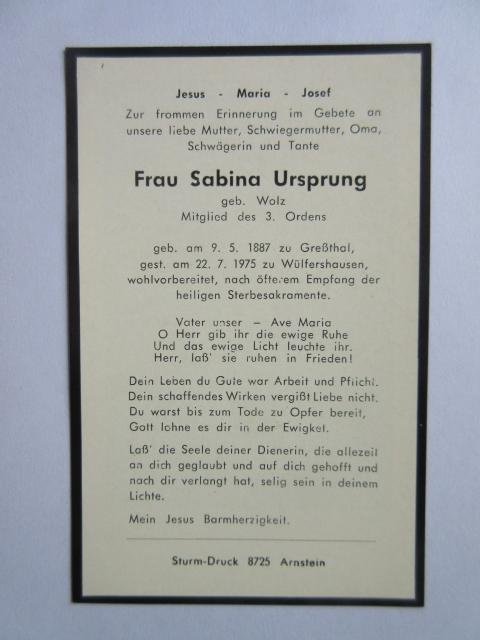 Jesus - Maria - Josef
Zur frommen Erinnerung im Gebete an
unsere liebe Mutter, Schwiegermutter, Oma,
Schwägerin und Tante
Frau Sabina Ursprung
geb. Wolz
Mitglied des 3. Ordens
geb. am 9. 5. 1887 zu Greßthal,
gest. am 22. 7. 1975 zu Wülfershausen,
wohlvorbereitet, nach öfterem Empfang der
heiligen Sterbesakramente.
Vater unser – Ave Maria
O Herr gib ihr die ewige Ruhe
Und das ewige Licht leuchte ihr.
Herr, laß' sie ruhen in Frieden!
Dein Leben du Gute war Arbeit und Pflicht.
Dein schaffendes Wirken vergißt Liebe nicht.
Du warst bis zum Tode zu Opfer bereit,
Gott lohne es dir in der Ewigket.
Laß' die Seele deiner Dienerin, die allezeit
an dich geglaubt und auf dich gehofft und
nach dir verlangt hat, selig sein in deinem
Lichte.
Mein Jesus Barmherzigkeit.
Sturm-Druck 8725 Arnstein